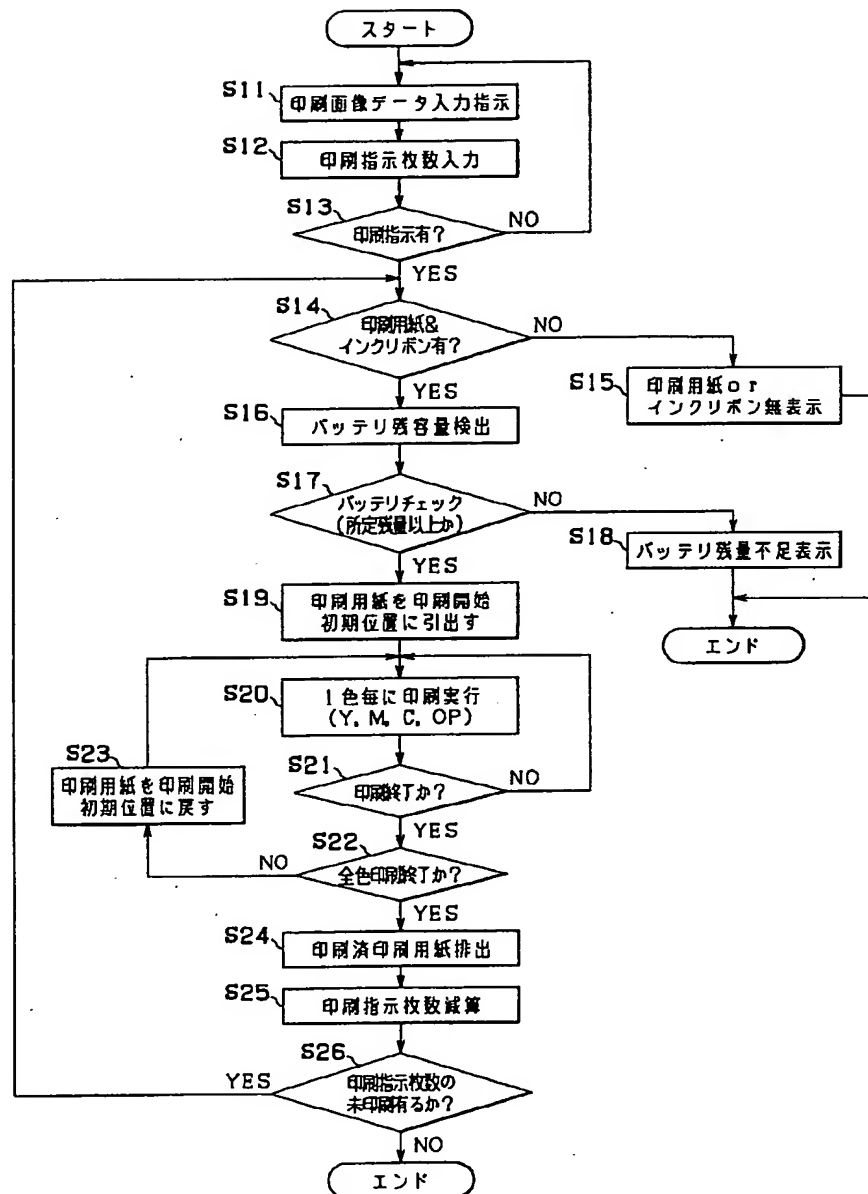 スタート
S11
印刷画像データ入力指示
S12
印刷指示枚数入力
S13
印刷指示有?
NO
YES
S14
印刷用紙&
インクリボン有?
NO
YES
S15
印刷用紙or
インクリボン無表示
S16
バッテリ残容量検出
S17
バッテリチェック
(所定残量以上か)
NO
YES
S18
バッテリ残量不足表示
エンド
S19
印刷用紙を印刷開始
初期位置に引出す
S20
1色毎に印刷実行
(Y. M. C. OP)
S21
印刷終了か?
NO
YES
S23
印刷用紙を印刷開始
初期位置に戻す
S22
全色印刷終了か?
NO
YES
S24
印刷済印刷用紙排出
S25
印刷指示枚数減算
S26
印刷指示枚数の
未印刷有るか?
YES
NO
エンド